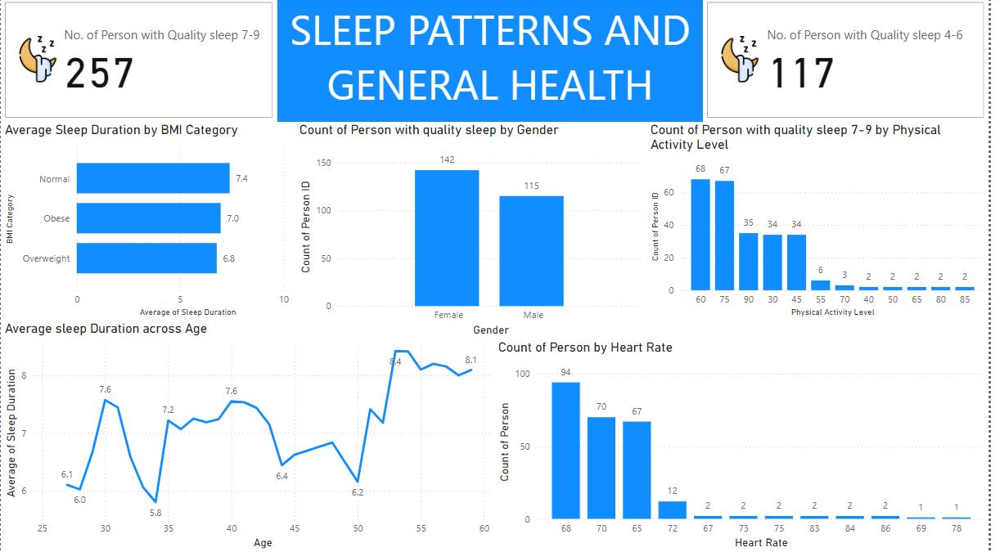 No. of Person with Quality sleep 7-9
257
SLEEP PATTERNS AND
GENERAL HEALTH
No. of Person with Quality sleep 4-6
117
Average Sleep Duration by BMI Category
BMI Category
Normal
7.4
Obese
7.0
Overweight
6.8
0 5 10
Average of Sleep Duration
Count of Person with quality sleep by Gender
Count of Person ID
150
100
50
0
142
115
Female Male
Gender
Count of Person with quality sleep 7-9 by Physical
Activity Level
Count of Person ID
60
40
20
0
68 67 35 34 34 6 3 2 2 2 2
60 75 90 30 45 55 70 40 50 65 80 85
Physical Activity Level
Average sleep Duration across Age
Average of Sleep Duration
8
7
6
6.1 6.0 7.6 5.8 7.2 7.6 6.4 6.2 8.4 8.1
25 30 35 40 45 50 55 60
Age
Count of Person by Heart Rate
Count of Person
100
50
0
94 70 67 12 2 2 2 2 2 2 1 1
68 70 65 72 67 73 75 83 84 86 69 78
Heart Rate